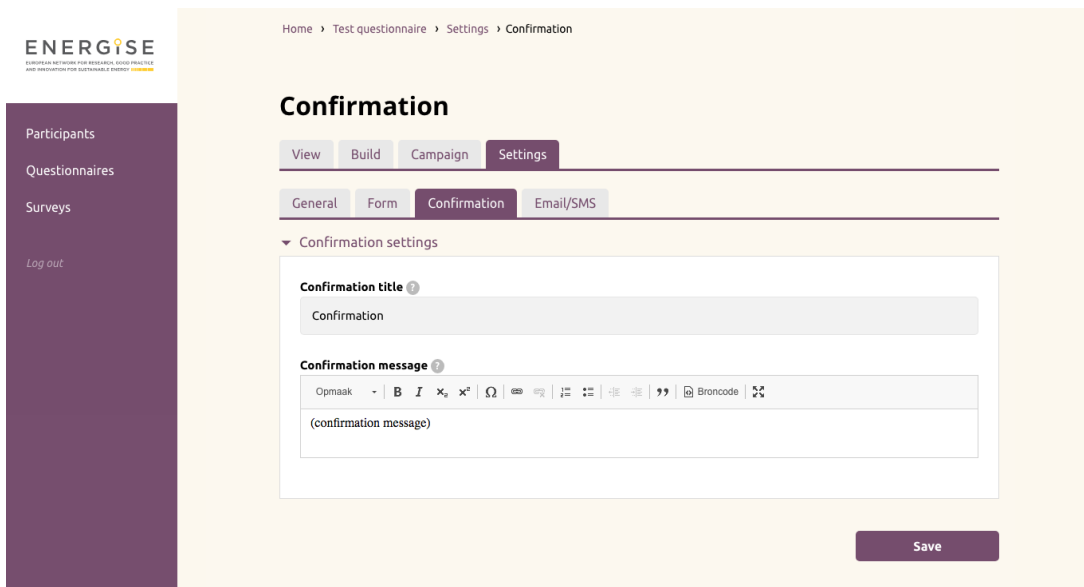 ENERGISE
EUROPEAN NETWORK FOR RESEARCH, GOOD PRACTICE
AND INNOVATION FOR SUSTAINABLE ENERGY
Participants
Questionnaires
Surveys
Log out
Home › Test questionnaire › Settings › Confirmation
Confirmation
View Build Campaign Settings
General Form Confirmation Email/SMS
Confirmation settings
Confirmation title ?
Confirmation
Confirmation message ?
Opmaak B I x₂ x² Ω Broncode
(confirmation message)
Save